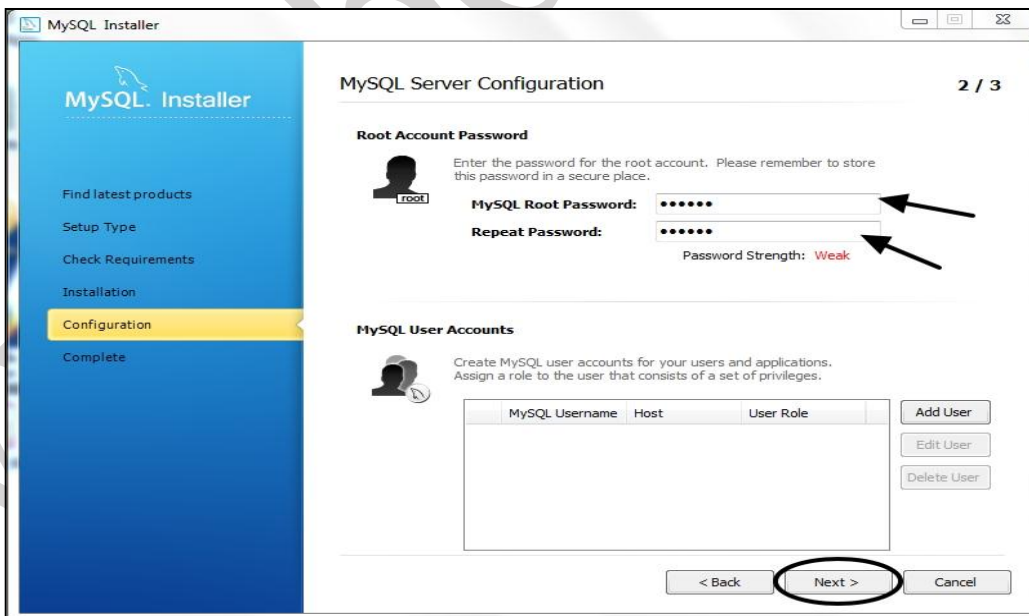 MySQL Installer
MySQL. Installer
MySQL Server Configuration
2 / 3
Find latest products
Setup Type
Check Requirements
Installation
Configuration
Complete
Root Account Password
root
Enter the password for the root account. Please remember to store
this password in a secure place.
MySQL Root Password: ●●●●●●
Repeat Password: ●●●●●●
Password Strength: Weak
MySQL User Accounts
Create MySQL user accounts for your users and applications.
Assign a role to the user that consists of a set of privileges.
MySQL Username Host User Role
Add User
Edit User
Delete User
< Back Next > Cancel